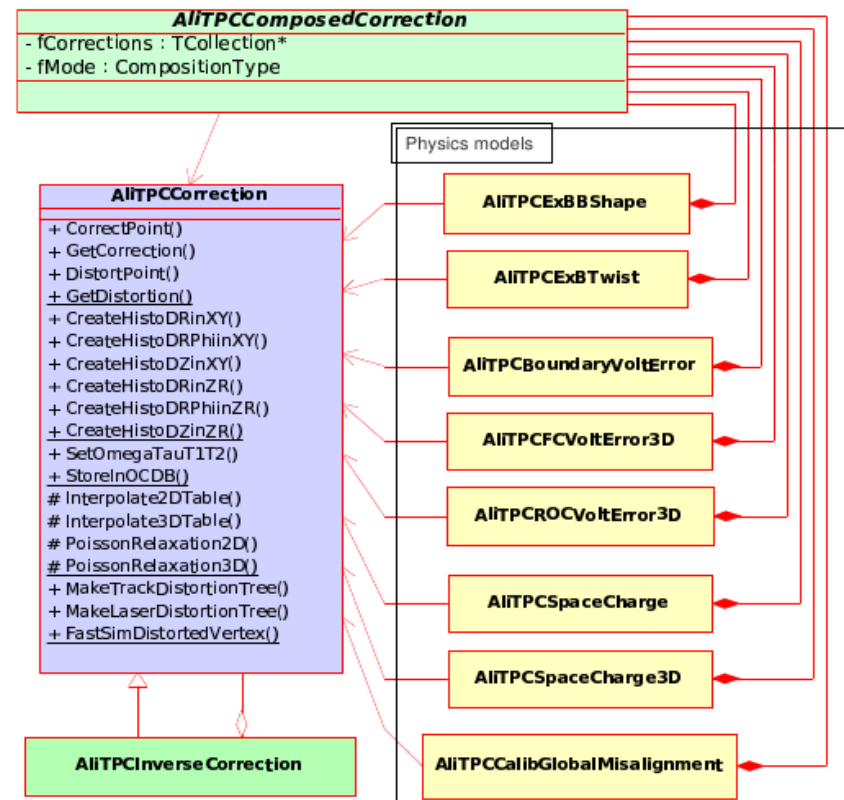 AliTPCComposedCorrection
- fCorrections : TCollection*
- fMode : CompositionType
Physics models
AliTPCCorrection
+ CorrectPoint()
+ GetCorrection()
+ DistortPoint()
+ GetDistortion()
+ CreateHistoDRinXY()
+ CreateHistoDRPhiinXY()
+ CreateHistoDZinXY()
+ CreateHistoDRinZR()
+ CreateHistoDRPhiinZR()
+ CreateHistoDZinZR()
+ SetOmegaTauT1T2()
+ StoreInOCDB()
# Interpolate2DTable()
# Interpolate3DTable()
# PoissonRelaxation2D()
# PoissonRelaxation3D()
+ MakeTrackDistortionTree()
+ MakeLaserDistortionTree()
+ FastSimDistortedVertex()
AliTPCInverseCorrection
AliTPCExBBShape
AliTPCExBTwist
AliTPCBoundaryVoltError
AliTPCFCVoltError3D
AliTPCROCVoltError3D
AliTPCSpaceCharge
AliTPCSpaceCharge3D
AliTPCCalibGlobalMisalignment